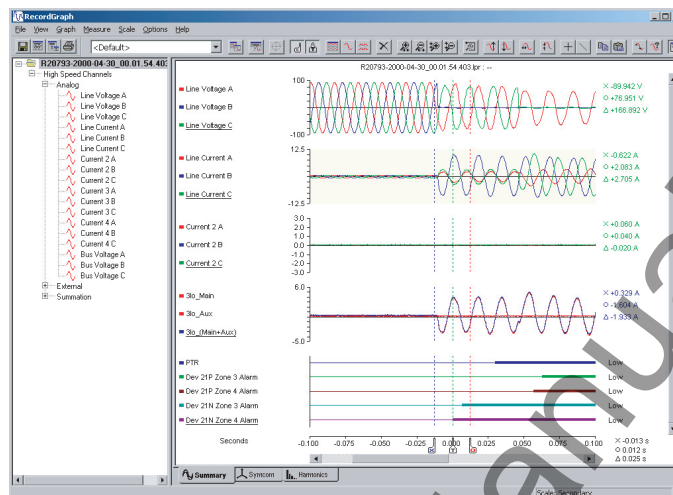 RecordGraph
File View Graph Measure Scale Options Help
<Default>
R20793-2000-04-30_00.01.54.403
High Speed Channels
Analog
Line Voltage A
Line Voltage B
Line Voltage C
Line Current A
Line Current B
Line Current C
Current 2 A
Current 2 B
Current 2 C
Current 3 A
Current 3 B
Current 3 C
Current 4 A
Current 4 B
Current 4 C
Bus Voltage A
Bus Voltage B
Bus Voltage C
External
Summation
R20793-2000-04-30_00.01.54.403.lpr ; --
Line Voltage A
Line Voltage B
Line Voltage C
100
-100
X -89.942 V
O +76.951 V
Δ +166.892 V
Line Current A
Line Current B
Line Current C
12.5
-12.5
X -0.622 A
O +2.083 A
Δ +2.705 A
Current 2 A
Current 2 B
Current 2 C
3.0
2.0
1.0
0.0
-1.0
-2.0
-3.0
X +0.060 A
O +0.040 A
Δ -0.020 A
3Io_Main
3Io_Aux
3Io_(Main+Aux)
6.0
-5.0
X +0.329 A
O -1.604 A
Δ -1.933 A
PTR Low
Dev 21P Zone 3 Alarm Low
Dev 21P Zone 4 Alarm Low
Dev 21N Zone 3 Alarm Low
Dev 21N Zone 4 Alarm Low
Seconds
-0.100 -0.075 -0.050 -0.025 0.000 0.025 0.050 0.075 0.100
X -0.013 s
O 0.012 s
Δ 0.025 s
Summary Symcom Harmonics
Scale: Secondary